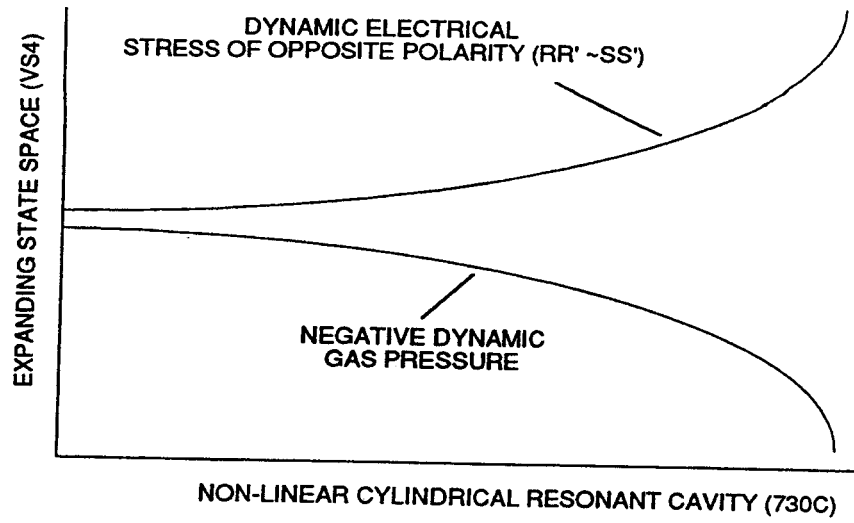 DYNAMIC ELECTRICAL
STRESS OF OPPOSITE POLARITY (RR' ~SS')
EXPANDING STATE SPACE (VS4)
NEGATIVE DYNAMIC
GAS PRESSURE
NON-LINEAR CYLINDRICAL RESONANT CAVITY (730C)